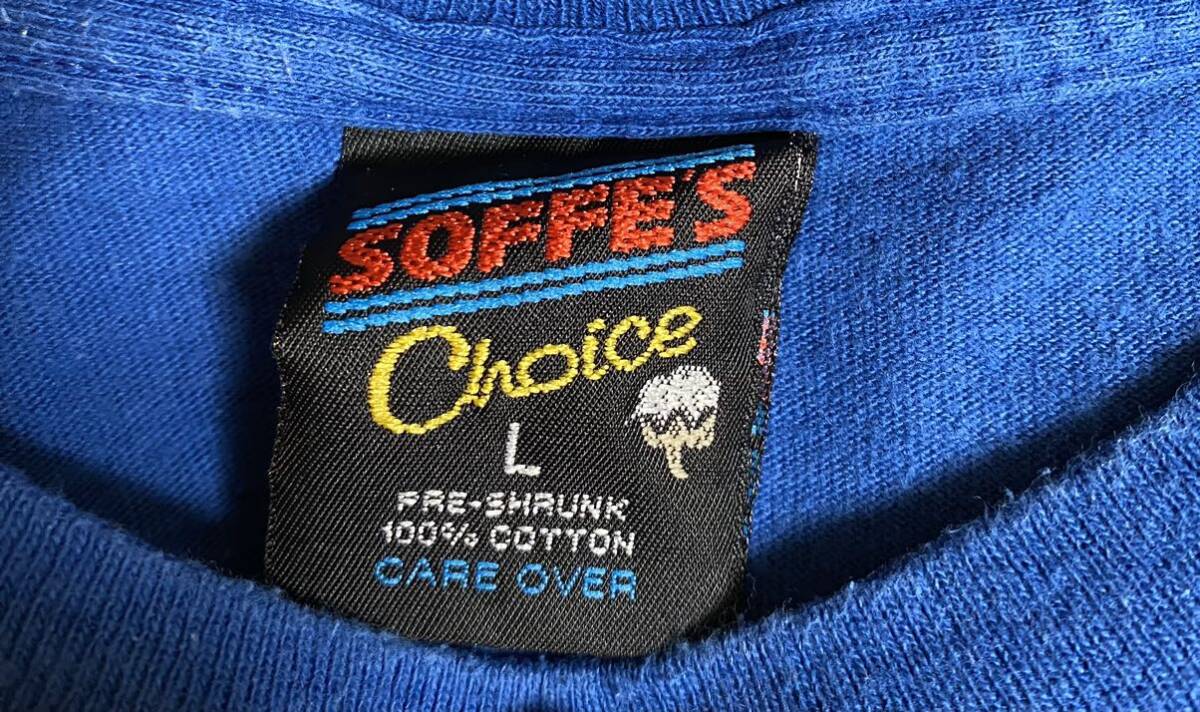 SOFFE'S
Choice
L
PRE-SHRUNK
100% COTTON
CARE OVER